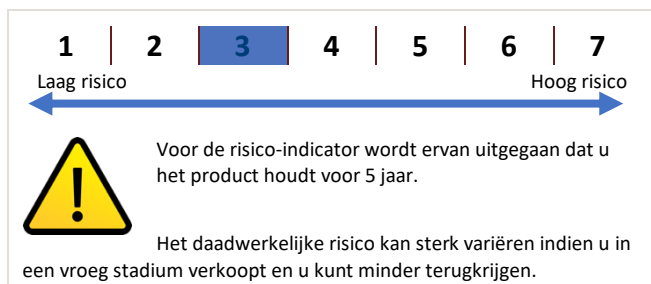 1 2 3 4 5 6 7
Laag risico Hoog risico
Voor de risico-indicator wordt ervan uitgegaan dat u
het product houdt voor 5 jaar.
Het daadwerkelijke risico kan sterk variëren indien u in
een vroeg stadium verkoopt en u kunt minder terugkrijgen.